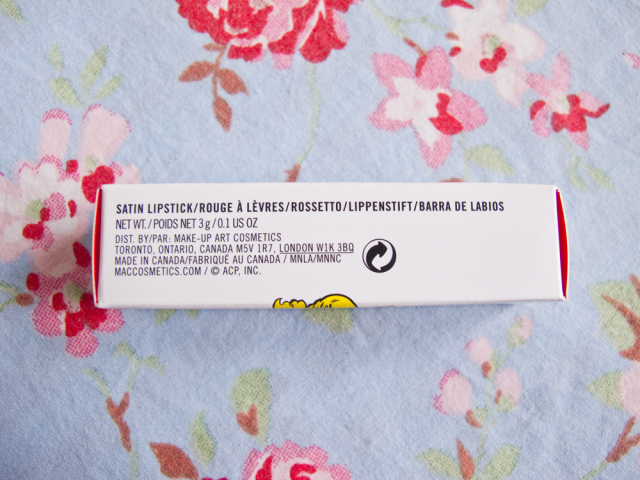 SATIN LIPSTICK/ROUGE À LÈVRES/ROSSETTO/LIPPENSTIFT/BARRA DE LABIOS
NET WT./POIDS NET 3 g/0.1 US OZ
DIST. BY/PAR: MAKE-UP ART COSMETICS
TORONTO, ONTARIO, CANADA M5V 1R7, LONDON W1K 3BQ
MADE IN CANADA/FABRIQUÉ AU CANADA / MNLA/MNNC
MACCOSMETICS.COM / © ACP, INC.